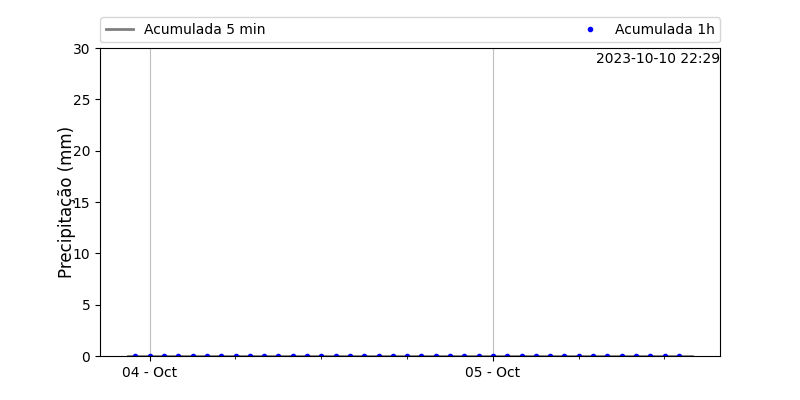 Acumulada 5 min
Acumulada 1h
2023-10-10 22:29
Precipitação (mm)
30
25
20
15
10
5
0
04 - Oct
05 - Oct